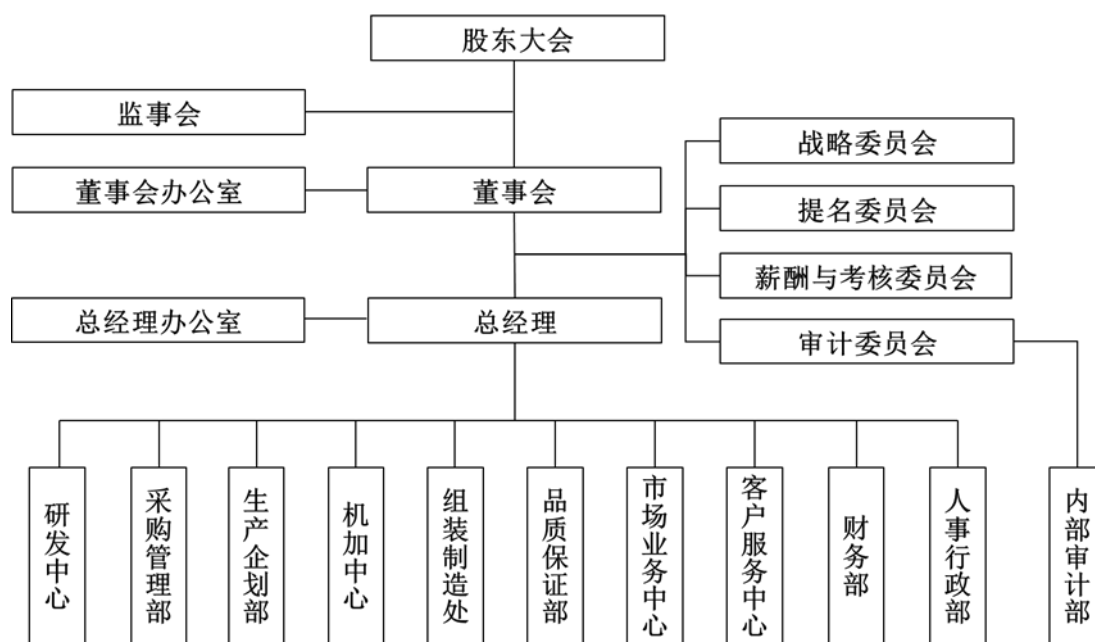 股东大会
监事会
战略委员会
董事会办公室
董事会
提名委员会
薪酬与考核委员会
总经理办公室
总经理
审计委员会
研发中心
采购管理部
生产企划部
机加中心
组装制造处
品质保证部
市场业务中心
客户服务中心
财务部
人事行政部
内部审计部